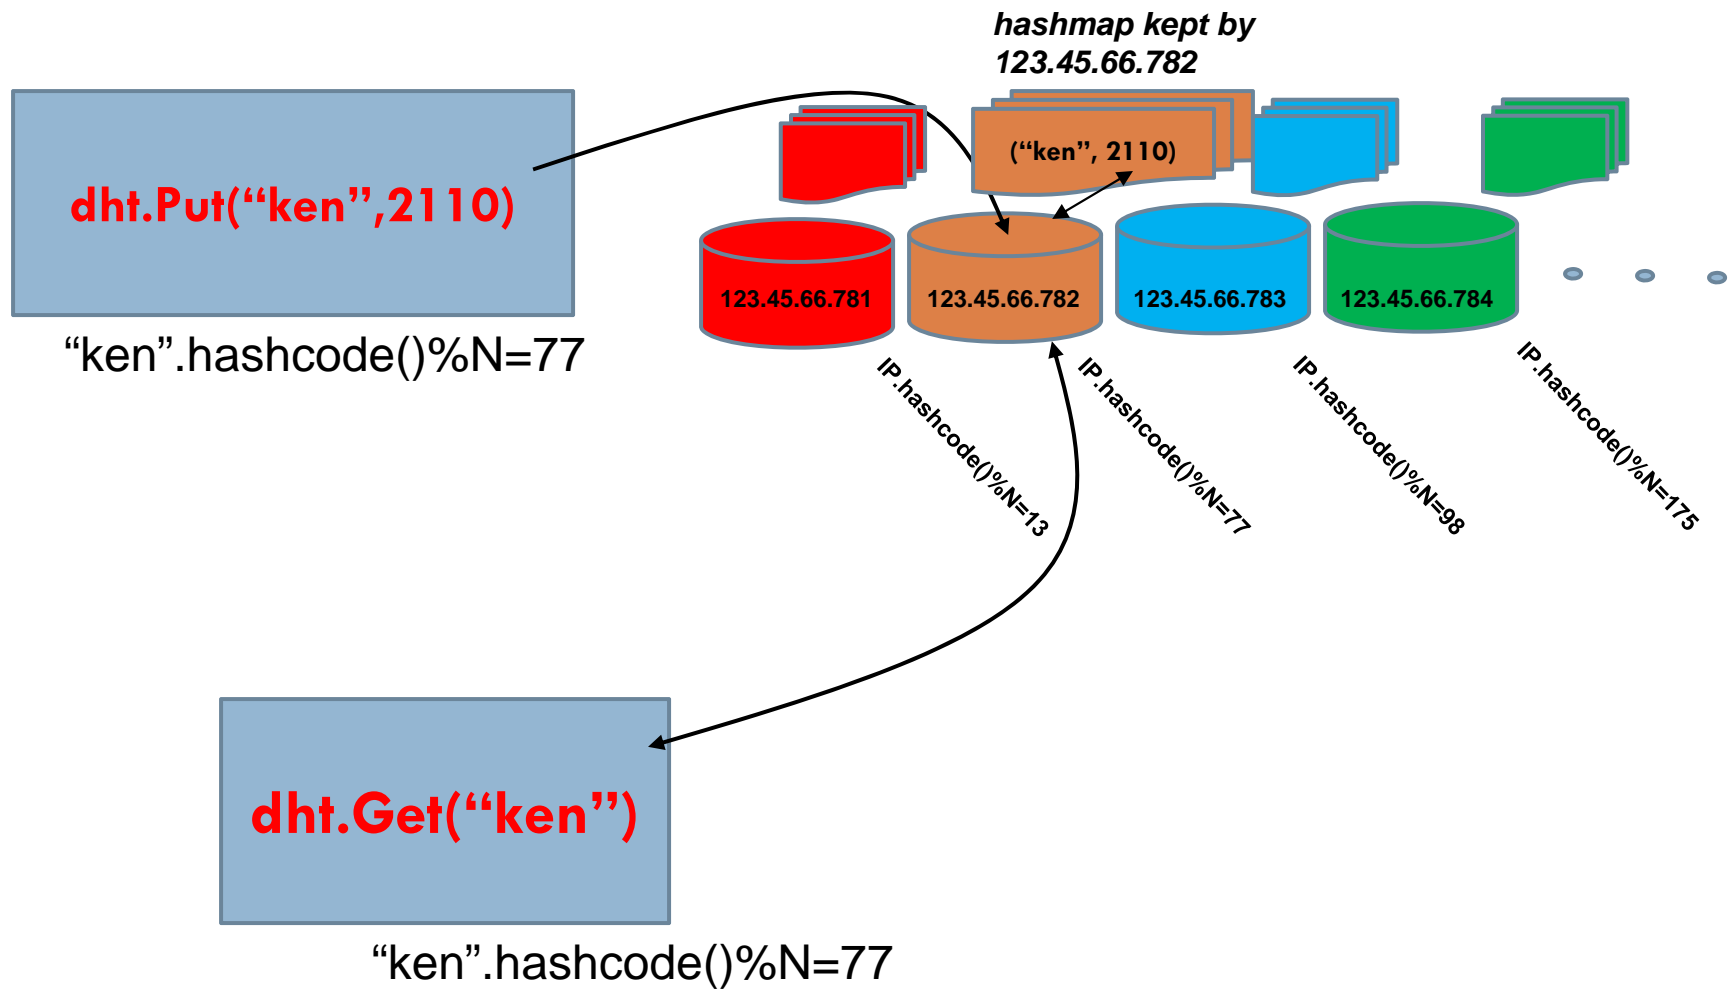 hashmap kept by
123.45.66.782
dht.Put(“ken”,2110)
(“ken”, 2110)
123.45.66.781
123.45.66.782
123.45.66.783
123.45.66.784
“ken”.hashcode()%N=77
IP.hashcode()%N=13
IP.hashcode()%N=77
IP.hashcode()%N=98
IP.hashcode()%N=175
dht.Get(“ken”)
“ken”.hashcode()%N=77